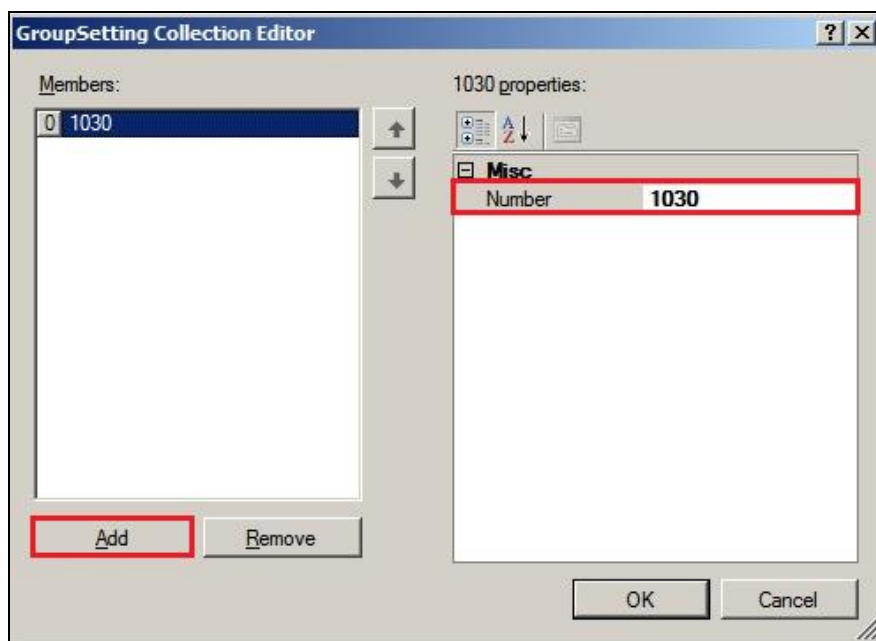 GroupSetting Collection Editor
Members:
0 1030
Add Remove
1030 properties:
Misc
Number 1030
OK Cancel